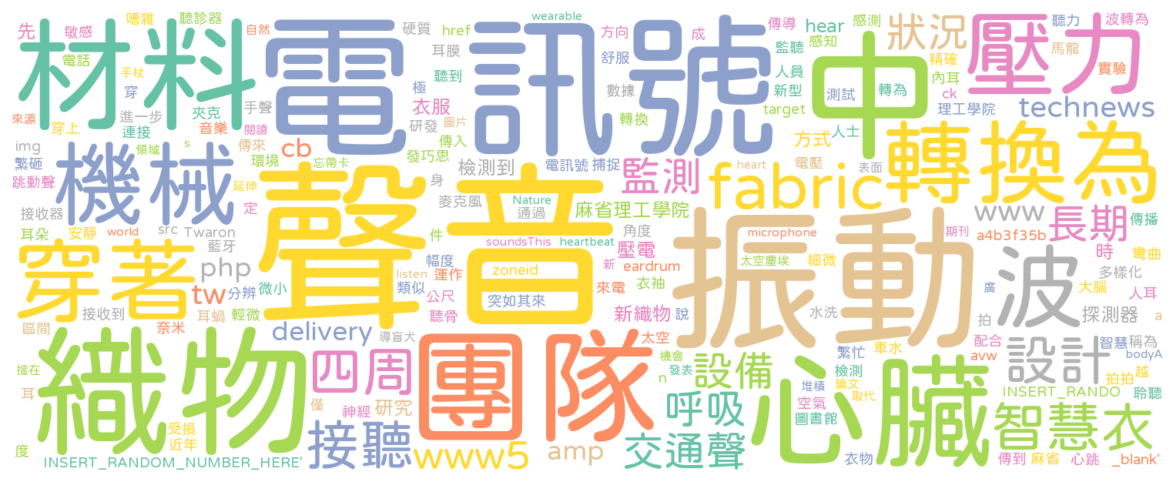 嘈雜 聽診器 自然 wearable 方向 成 傳導 hear 感測 聽力 波轉為
先 敏感 硬質 href 監聽 感知 狀況 馬龍
材料 電訊號 中 壓力
電話 耳膜 舒服 人員 精確 內耳 實驗
手杖 穿 夾克 手聲 極 聽到 數據 新型 測試 轉為 ck
來源 穿上 進一步 音樂 閱讀 衣服 轉換 target 理工學院 technews
連接 研發 圖片 方式 人士
img 領域 s cb 傳來 發巧思 傳入 轉換為
繁砸 機械 環境 忘帶卡 檢測到 電訊號 捕捉 監測 電壓 heart 表面
跳動聲 延伸 身 fabric
定 聲音 麥克風 Nature 通過 麻省理工學院 振動 www 長期 傳播
接收器 src Twaron
耳朵 安靜 world 藍牙 件 角度 microphone 期刊 a4b3f35b
穿著 php 幅度 soundsThis heartbeat 壓電 太空塵埃 細微 時 彎曲
微小 listen 運作 zoneid 新 eardrum 波 多樣化
tw 分辨 類似 來電 衣袖 大腦 人耳
接收到 耳蝸 輕微 公尺 突如其來 新織物 說 水洗 廣 探測器 a
區間 奈米 delivery 導盲犬 聽骨 太空 拍 配合 智慧 稱為
織物 四周 團隊 機會 設備 繁忙 車水 avw 設計 bodyA
擋在 n 發表 檢測 心臟 拍拍 越
耳 僅 呼吸 堆積 論文 取代 INSERT_RANDO 聆聽
神經 研究 空氣 智慧衣
受損 接聽 圖書館
度 近年 www5 amp 交通聲
INSERT_RANDOM_NUMBER_HERE' 衣物 傳到 麻省 心跳 _blank'